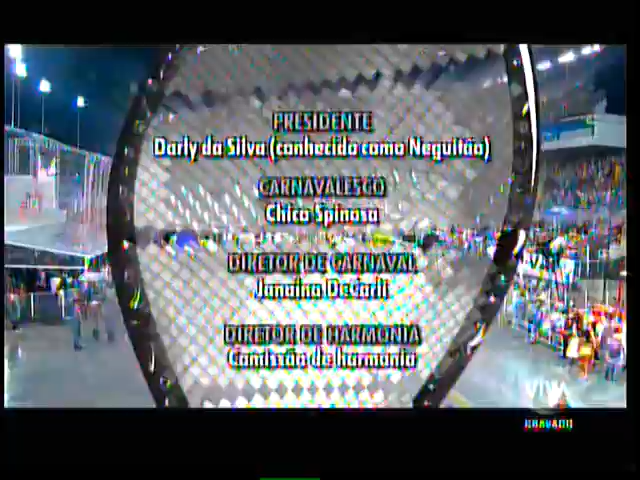 PRESIDENTE
Darly da Silva (conhecido como Neguitão)
CARNAVALESCO
Chico Spinosa
DIRETOR DE CARNAVAL
Janaina DeCarli
DIRETOR DE HARMONIA
Comissão de harmonia
VIVA
GRAVADO